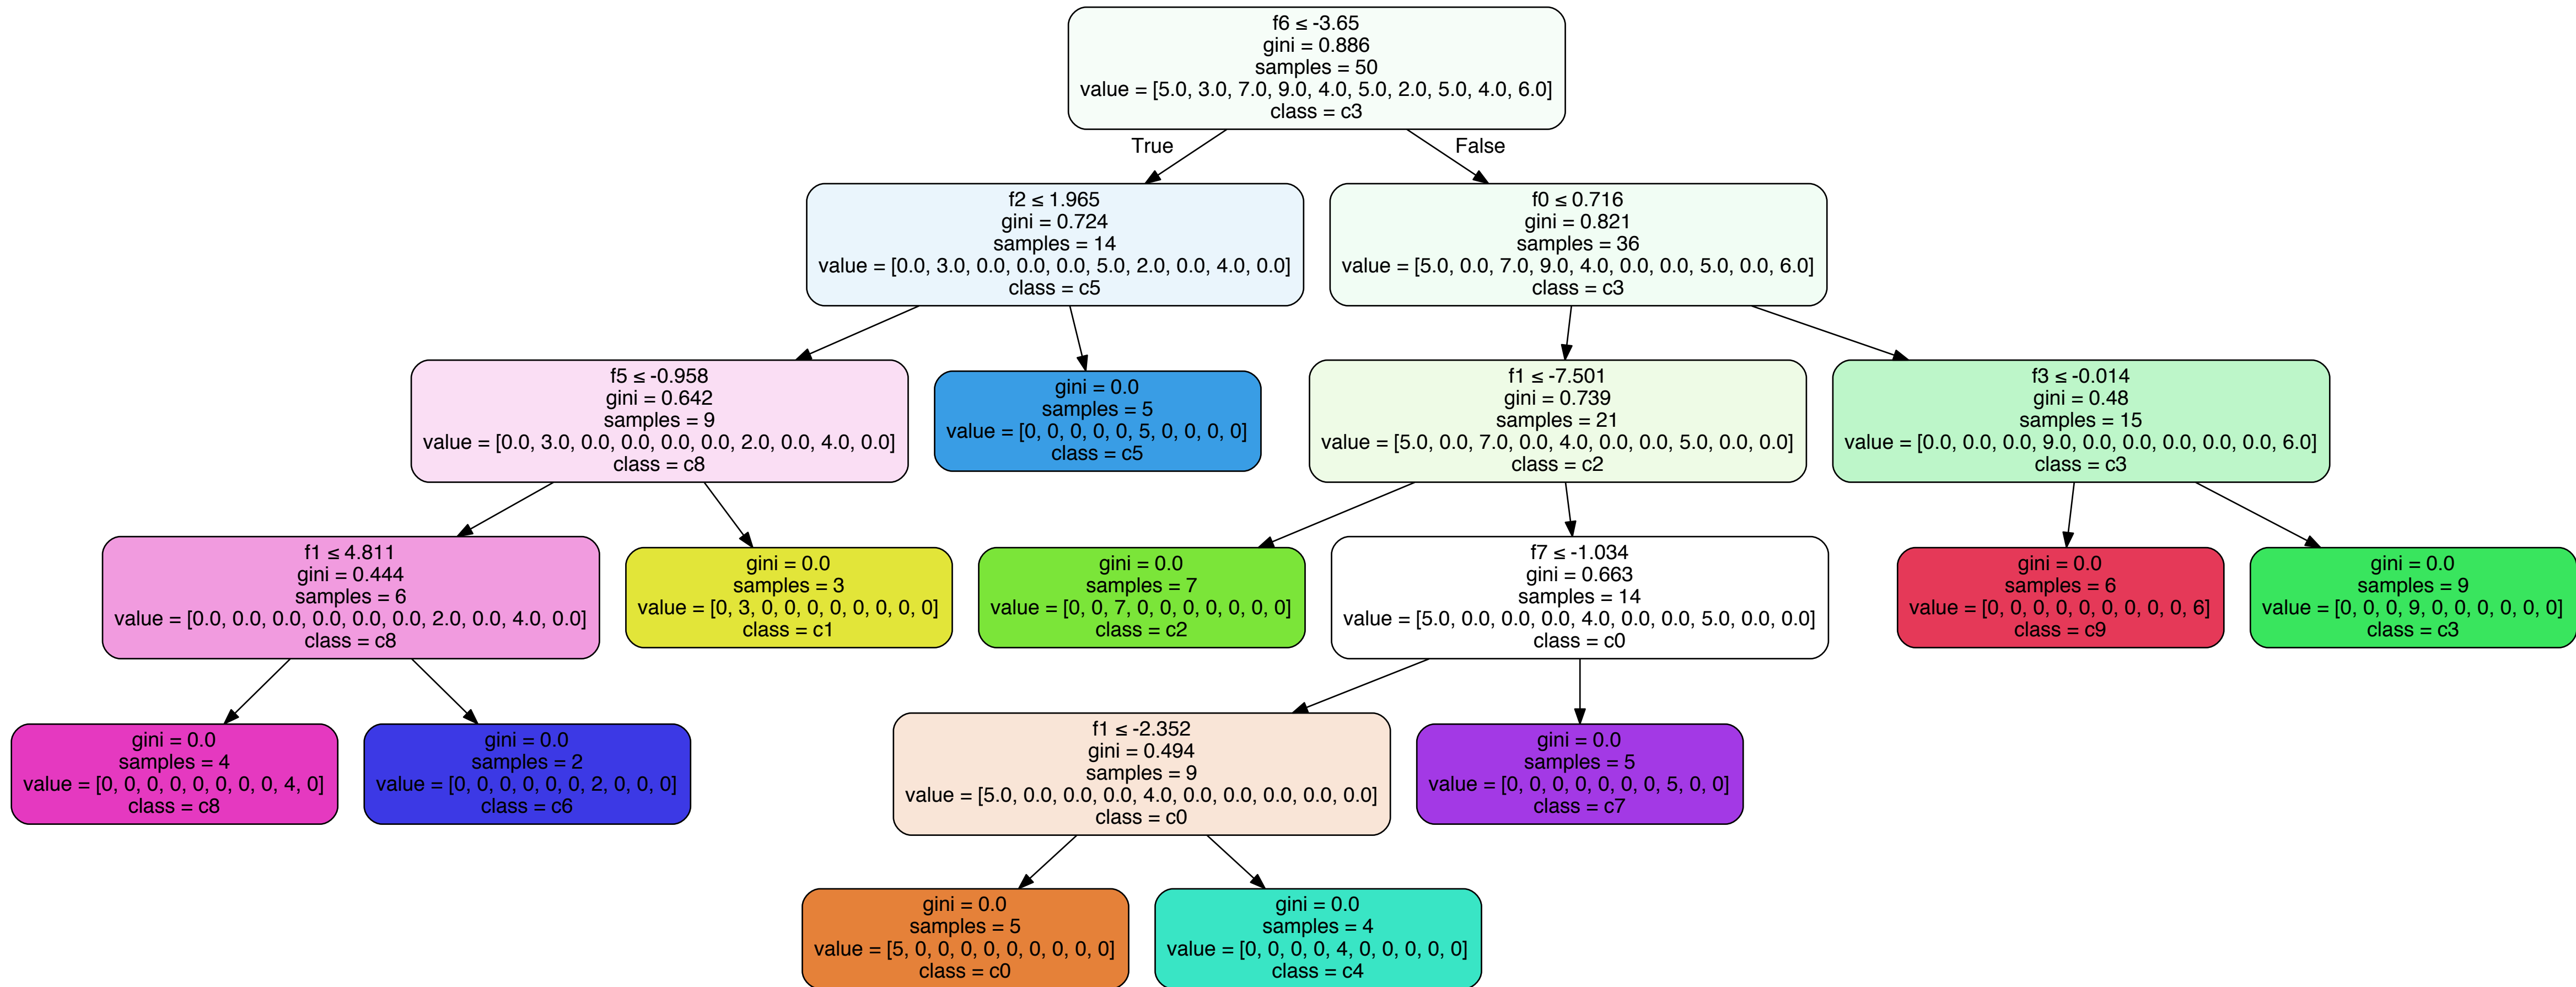 f6 ≤ -3.65
gini = 0.886
samples = 50
value = [5.0, 3.0, 7.0, 9.0, 4.0, 5.0, 2.0, 5.0, 4.0, 6.0]
class = c3
True
False
f2 ≤ 1.965
gini = 0.724
samples = 14
value = [0.0, 3.0, 0.0, 0.0, 0.0, 5.0, 2.0, 0.0, 4.0, 0.0]
class = c5
f0 ≤ 0.716
gini = 0.821
samples = 36
value = [5.0, 0.0, 7.0, 9.0, 4.0, 0.0, 0.0, 5.0, 0.0, 6.0]
class = c3
f5 ≤ -0.958
gini = 0.642
samples = 9
value = [0.0, 3.0, 0.0, 0.0, 0.0, 0.0, 2.0, 0.0, 4.0, 0.0]
class = c8
gini = 0.0
samples = 5
value = [0, 0, 0, 0, 0, 5, 0, 0, 0, 0]
class = c5
f1 ≤ -7.501
gini = 0.739
samples = 21
value = [5.0, 0.0, 7.0, 0.0, 4.0, 0.0, 0.0, 5.0, 0.0, 0.0]
class = c2
f3 ≤ -0.014
gini = 0.48
samples = 15
value = [0.0, 0.0, 0.0, 9.0, 0.0, 0.0, 0.0, 0.0, 0.0, 6.0]
class = c3
f1 ≤ 4.811
gini = 0.444
samples = 6
value = [0.0, 0.0, 0.0, 0.0, 0.0, 0.0, 2.0, 0.0, 4.0, 0.0]
class = c8
gini = 0.0
samples = 3
value = [0, 3, 0, 0, 0, 0, 0, 0, 0, 0]
class = c1
gini = 0.0
samples = 7
value = [0, 0, 7, 0, 0, 0, 0, 0, 0, 0]
class = c2
f7 ≤ -1.034
gini = 0.663
samples = 14
value = [5.0, 0.0, 0.0, 0.0, 4.0, 0.0, 0.0, 5.0, 0.0, 0.0]
class = c0
gini = 0.0
samples = 6
value = [0, 0, 0, 0, 0, 0, 0, 0, 0, 6]
class = c9
gini = 0.0
samples = 9
value = [0, 0, 0, 9, 0, 0, 0, 0, 0, 0]
class = c3
gini = 0.0
samples = 4
value = [0, 0, 0, 0, 0, 0, 0, 0, 4, 0]
class = c8
gini = 0.0
samples = 2
value = [0, 0, 0, 0, 0, 0, 2, 0, 0, 0]
class = c6
f1 ≤ -2.352
gini = 0.494
samples = 9
value = [5.0, 0.0, 0.0, 0.0, 4.0, 0.0, 0.0, 0.0, 0.0, 0.0]
class = c0
gini = 0.0
samples = 5
value = [0, 0, 0, 0, 0, 0, 0, 5, 0, 0]
class = c7
gini = 0.0
samples = 5
value = [5, 0, 0, 0, 0, 0, 0, 0, 0, 0]
class = c0
gini = 0.0
samples = 4
value = [0, 0, 0, 0, 4, 0, 0, 0, 0, 0]
class = c4